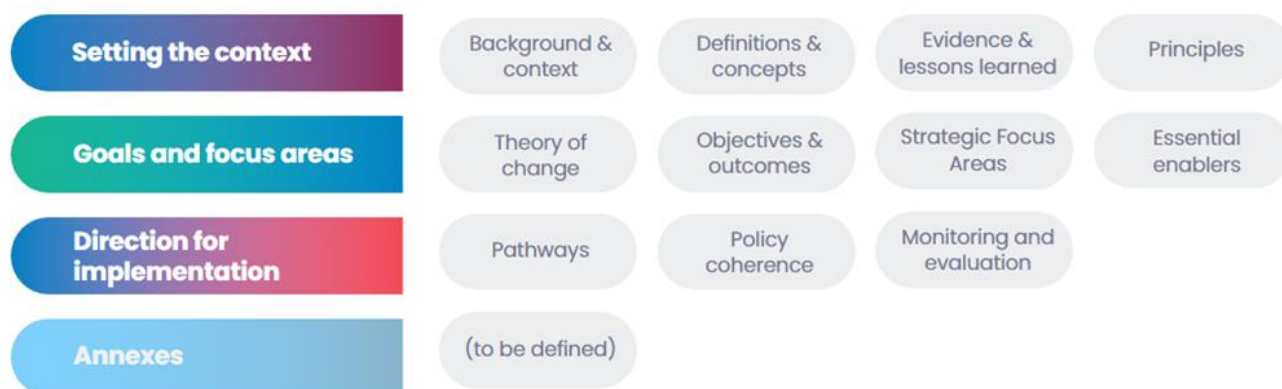 Setting the context
Background &
context
Definitions &
concepts
Evidence &
lessons learned
Principles
Goals and focus areas
Theory of
change
Objectives &
outcomes
Strategic Focus
Areas
Essential
enablers
Direction for
implementation
Pathways
Policy
coherence
Monitoring and
evaluation
Annexes
(to be defined)